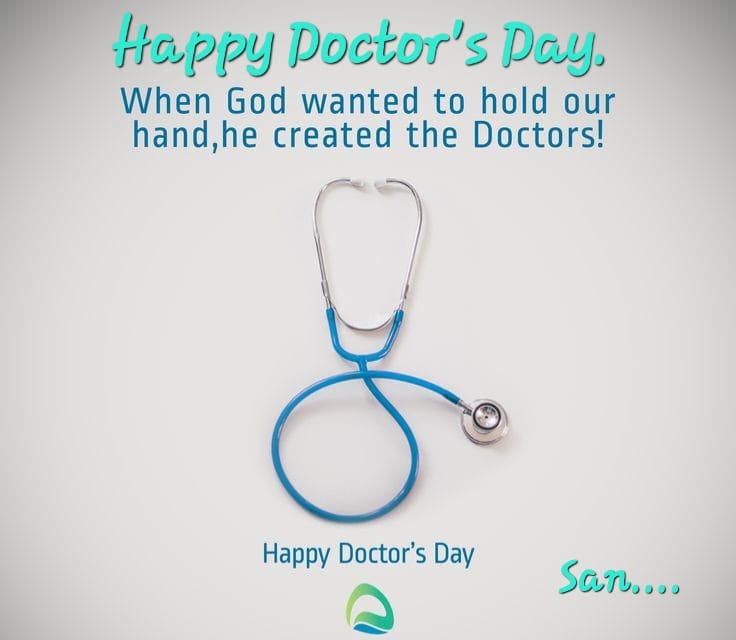 Happy Doctor's Day.
When God wanted to hold our
hand,he created the Doctors!
Happy Doctor's Day
San....